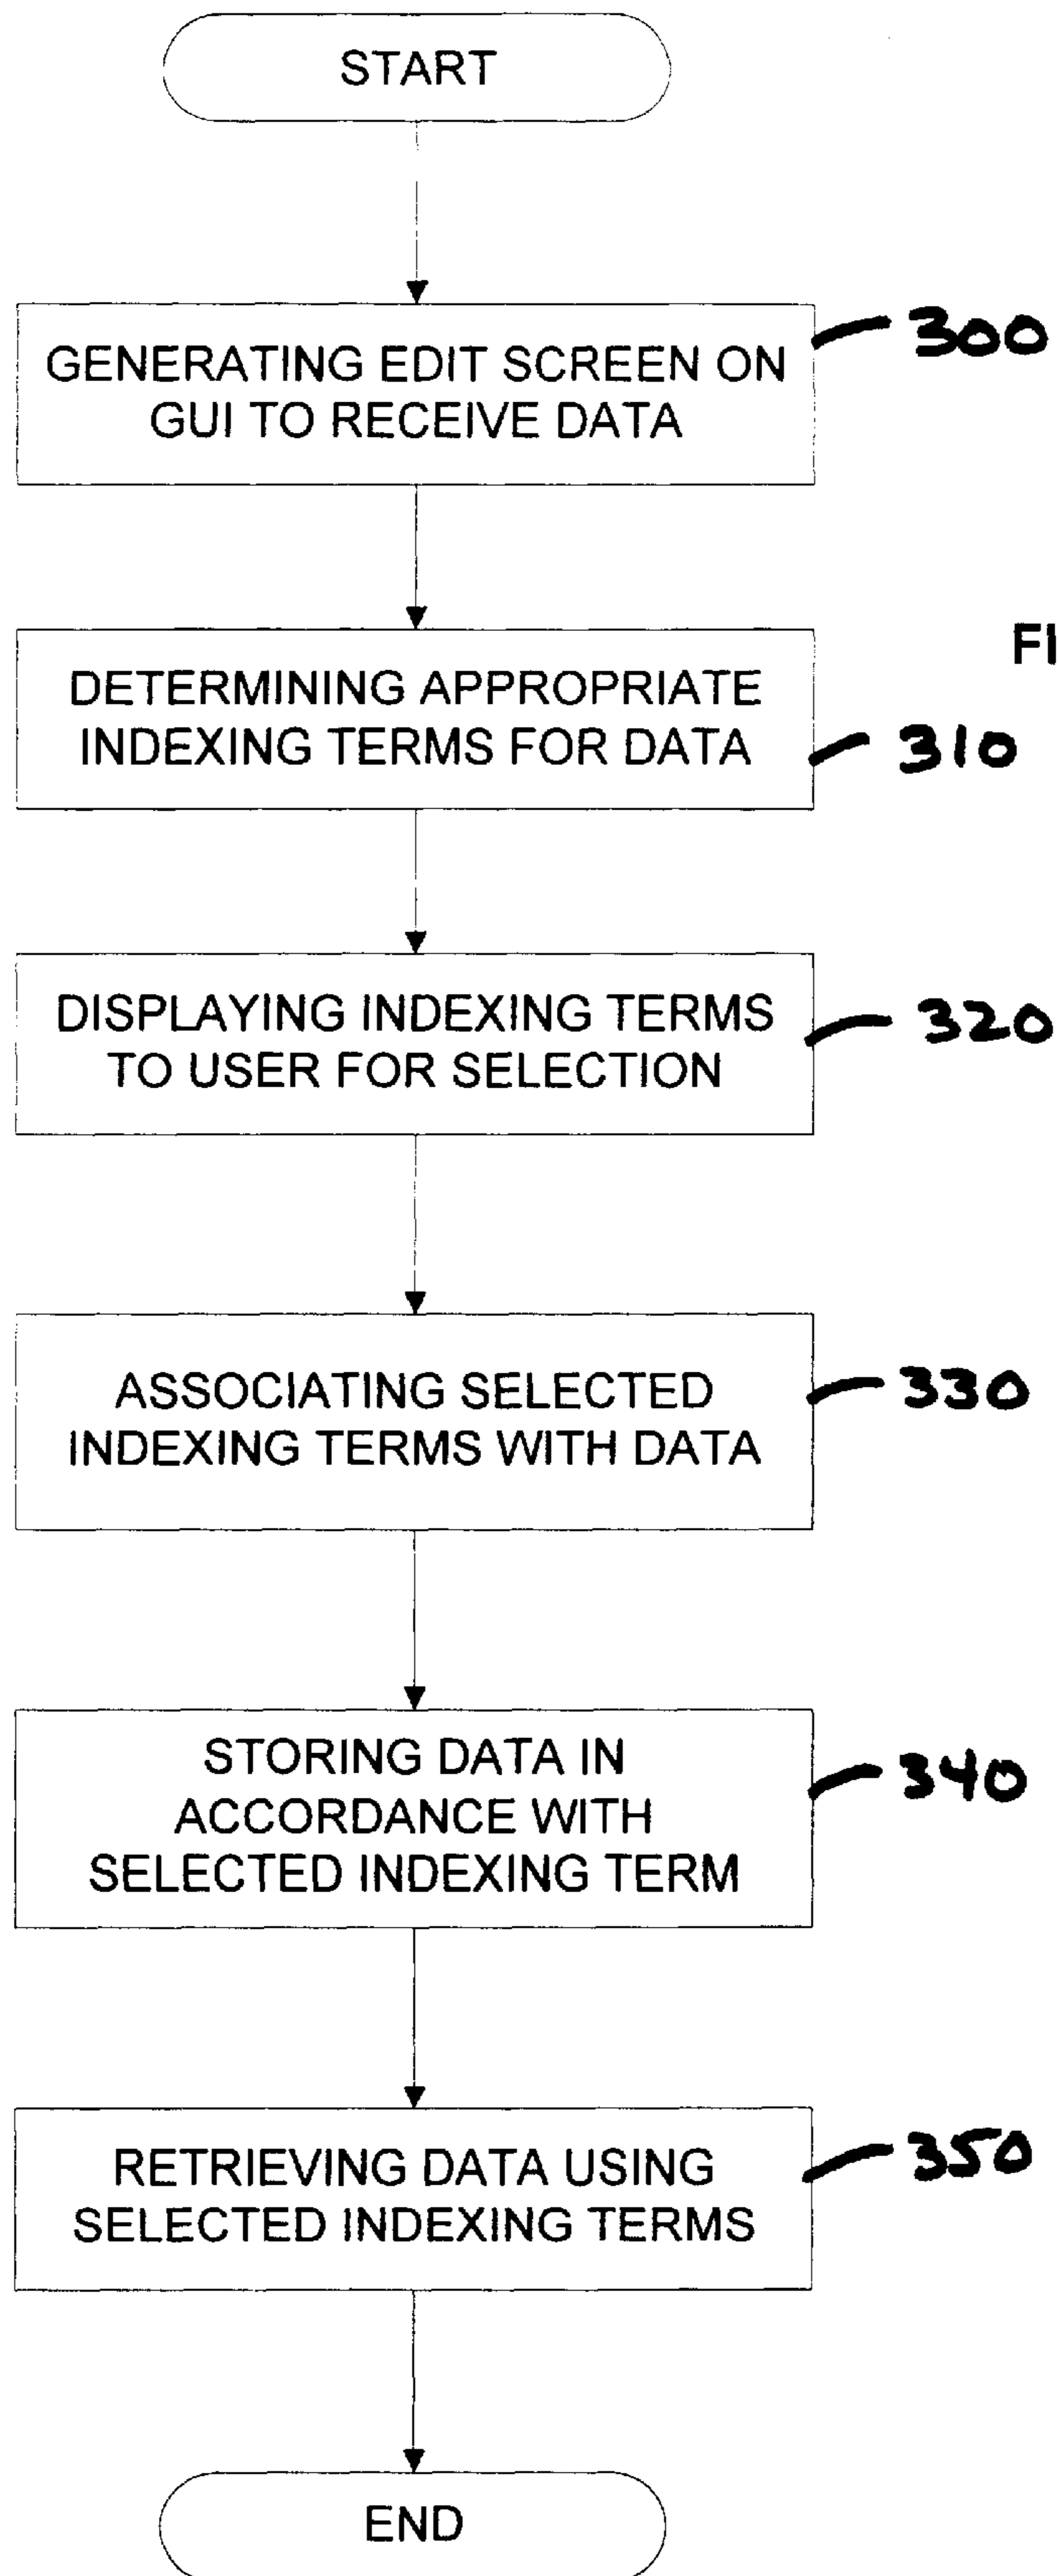 START
GENERATING EDIT SCREEN ON
GUI TO RECEIVE DATA
300
FI
DETERMINING APPROPRIATE
INDEXING TERMS FOR DATA
310
DISPLAYING INDEXING TERMS
TO USER FOR SELECTION
320
ASSOCIATING SELECTED
INDEXING TERMS WITH DATA
330
STORING DATA IN
ACCORDANCE WITH
SELECTED INDEXING TERM
340
RETRIEVING DATA USING
SELECTED INDEXING TERMS
350
END